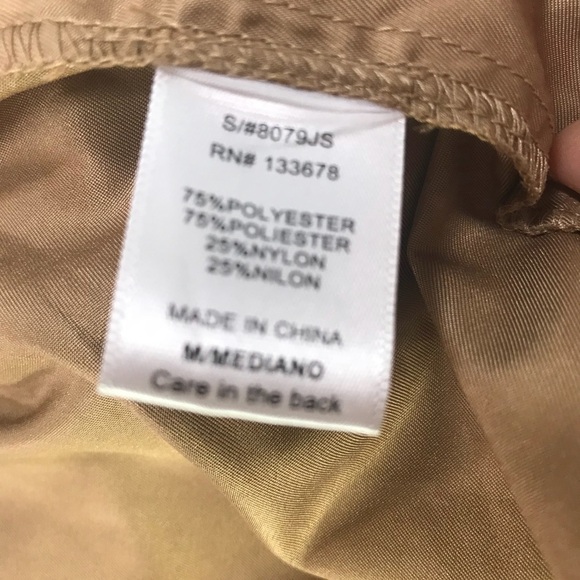 S/#8079JS
RN# 133678
75%POLYESTER
75%POLIESTER
25%NYLON
25%NILON
MADE IN CHINA
M/MEDIANO
Care in the back